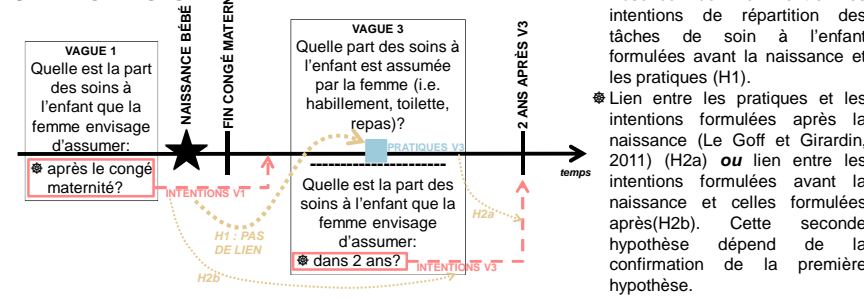 VAGUE 1
Quelle est la part
des soins à
l'enfant que la
femme envisage
d'assumer:
après le congé
maternité?
INTENTIONS V1
NAISSANCE BÉBÉ
FIN CONGÉ MATERN
VAGUE 3
Quelle part des soins à
l'enfant est assumée
par la femme (i.e.
habillement, toilette,
repas)?
PRATIQUES V3
Quelle est la part des
soins à l'enfant que la
femme envisage
d'assumer:
dans 2 ans?
INTENTIONS V3
H1 : PAS
DE LIEN
H2b
H2a
2 ANS APRÈS V3
temps
intentions de répartition des
tâches de soin à l'enfant
formulées avant la naissance et
les pratiques (H1).
Lien entre les pratiques et les
intentions formulées après la
naissance (Le Goff et Girardin,
2011) (H2a) ou lien entre les
intentions formulées avant la
naissance et celles formulées
après(H2b). Cette seconde
hypothèse dépend de la
confirmation de la première
hypothèse.